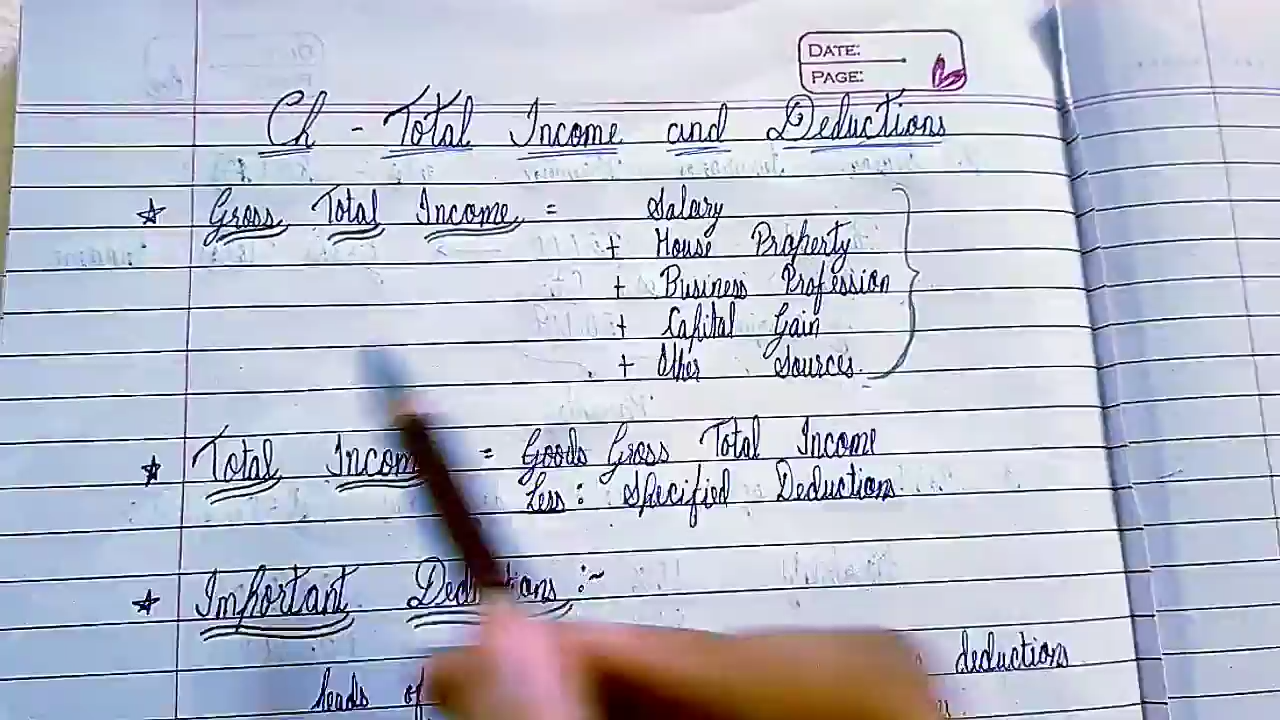 DATE:
PAGE:
Ch - Total Income and Deductions
☆ Gross Total Income = Salary
+ House Property
+ Business Profession
+ Capital Gain
+ Other Sources
☆ Total Income = Goods Gross Total Income
Less: Specified Deductions
☆ Important Deductions :-
deductions
heads of